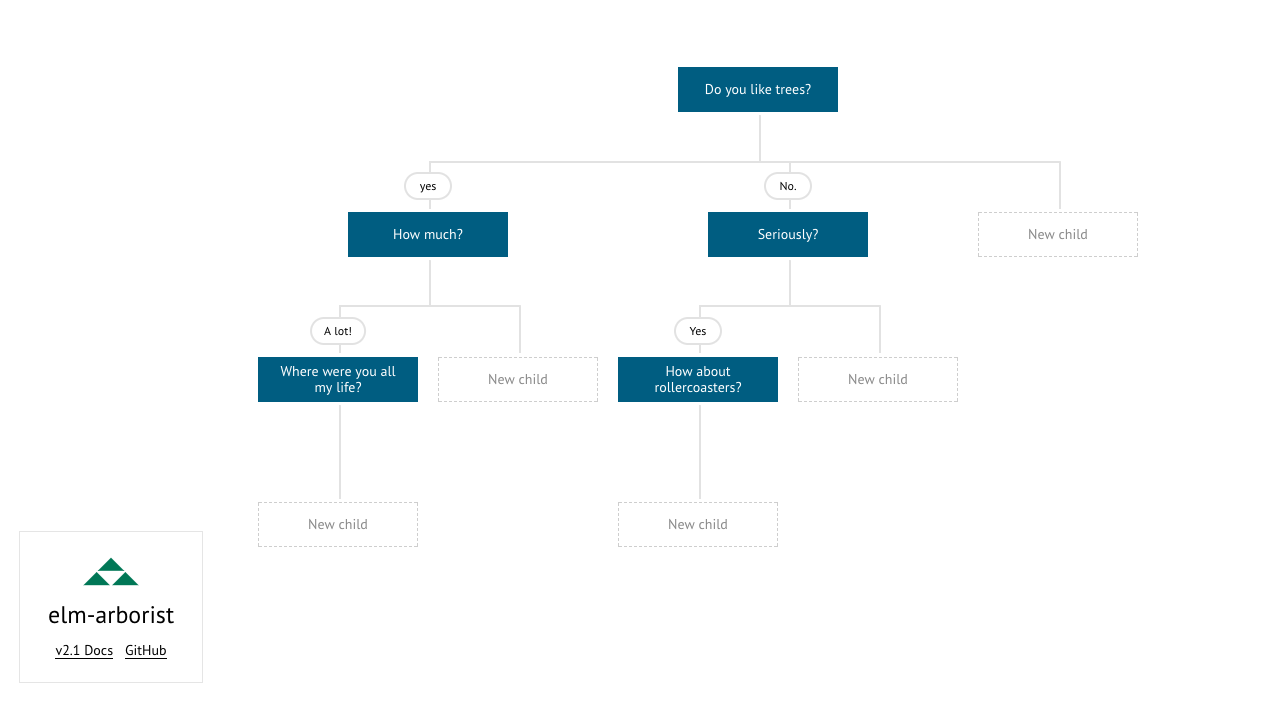 Do you like trees?
yes
No.
How much?
Seriously?
New child
A lot!
Yes
Where were you all
my life?
New child
How about
rollercoasters?
New child
New child
New child
elm-arborist
v2.1 Docs GitHub